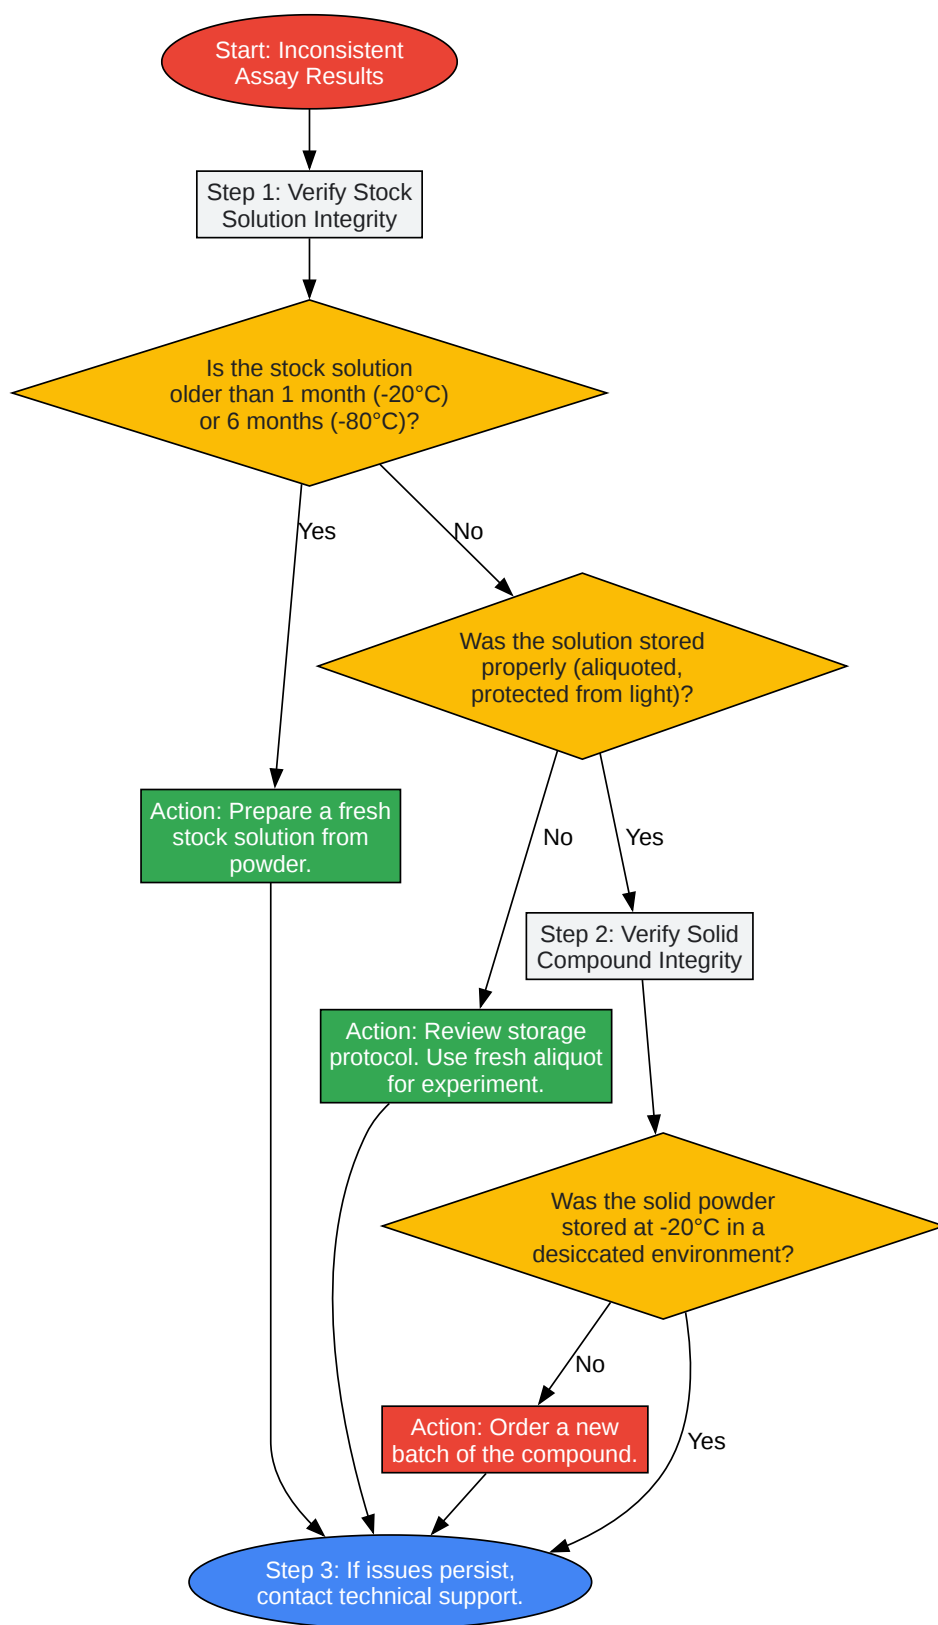 Start: Inconsistent
Assay Results
Step 1: Verify Stock
Solution Integrity
Is the stock solution
older than 1 month (-20°C)
or 6 months (-80°C)?
Yes
No
Was the solution stored
properly (aliquoted,
protected from light)?
Action: Prepare a fresh
stock solution from
powder.
No
Yes
Step 2: Verify Solid
Compound Integrity
Action: Review storage
protocol. Use fresh aliquot
for experiment.
Was the solid powder
stored at -20°C in a
desiccated environment?
No
Action: Order a new
batch of the compound.
Yes
Step 3: If issues persist,
contact technical support.